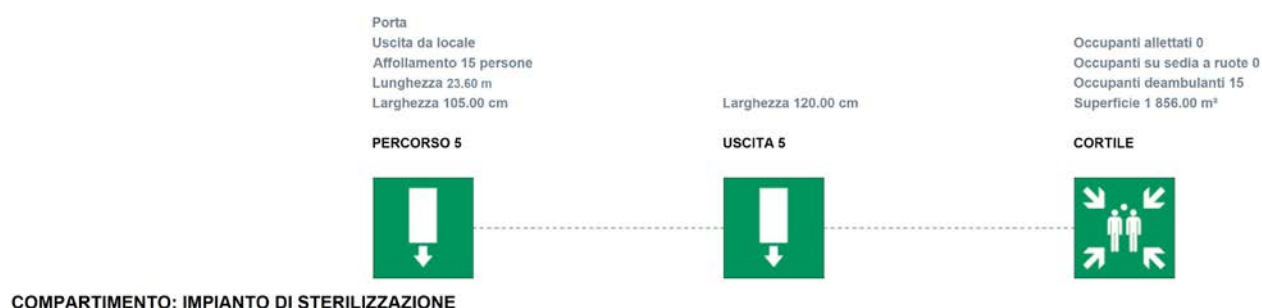 Porta
Uscita da locale
Affollamento 15 persone
Lunghezza 23.60 m
Larghezza 105.00 cm
PERCORSO 5
Larghezza 120.00 cm
USCITA 5
Occupanti allettati 0
Occupanti su sedia a ruote 0
Occupanti deambulanti 15
Superficie 1 856.00 m²
CORTILE
COMPARTIMENTO: IMPIANTO DI STERILIZZAZIONE